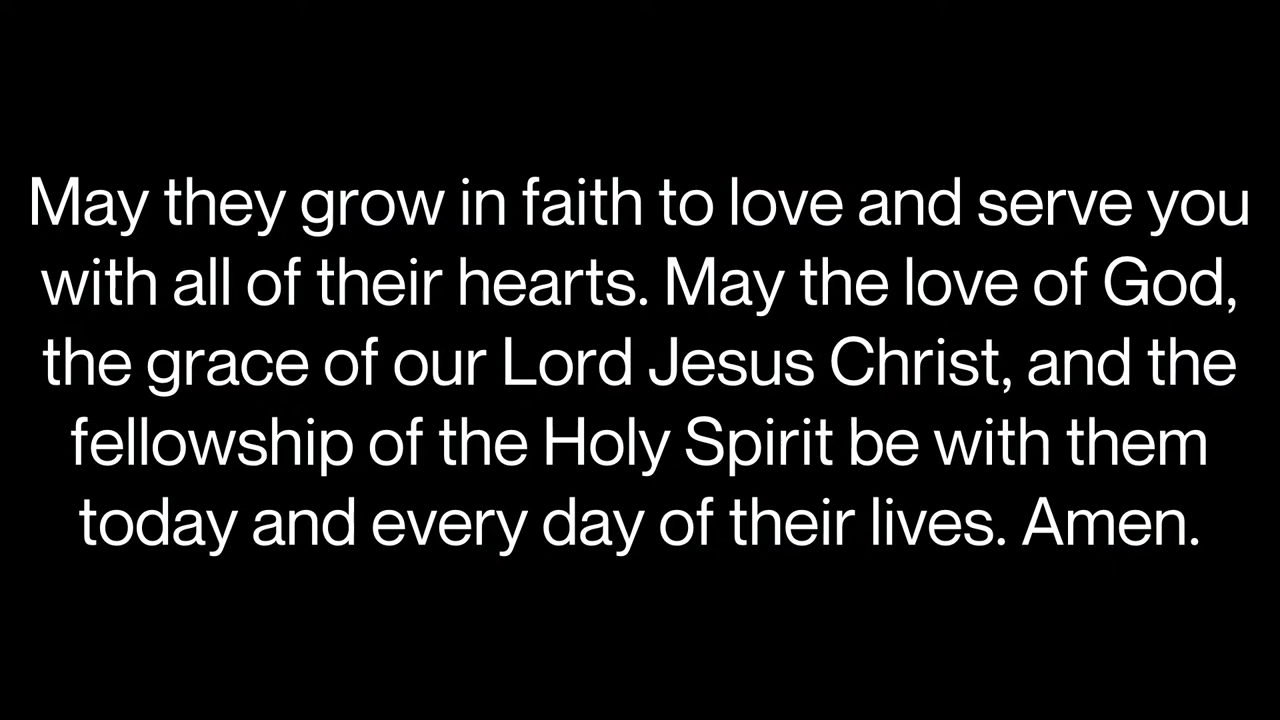 May they grow in faith to love and serve you
with all of their hearts. May the love of God,
the grace of our Lord Jesus Christ, and the
fellowship of the Holy Spirit be with them
today and every day of their lives. Amen.